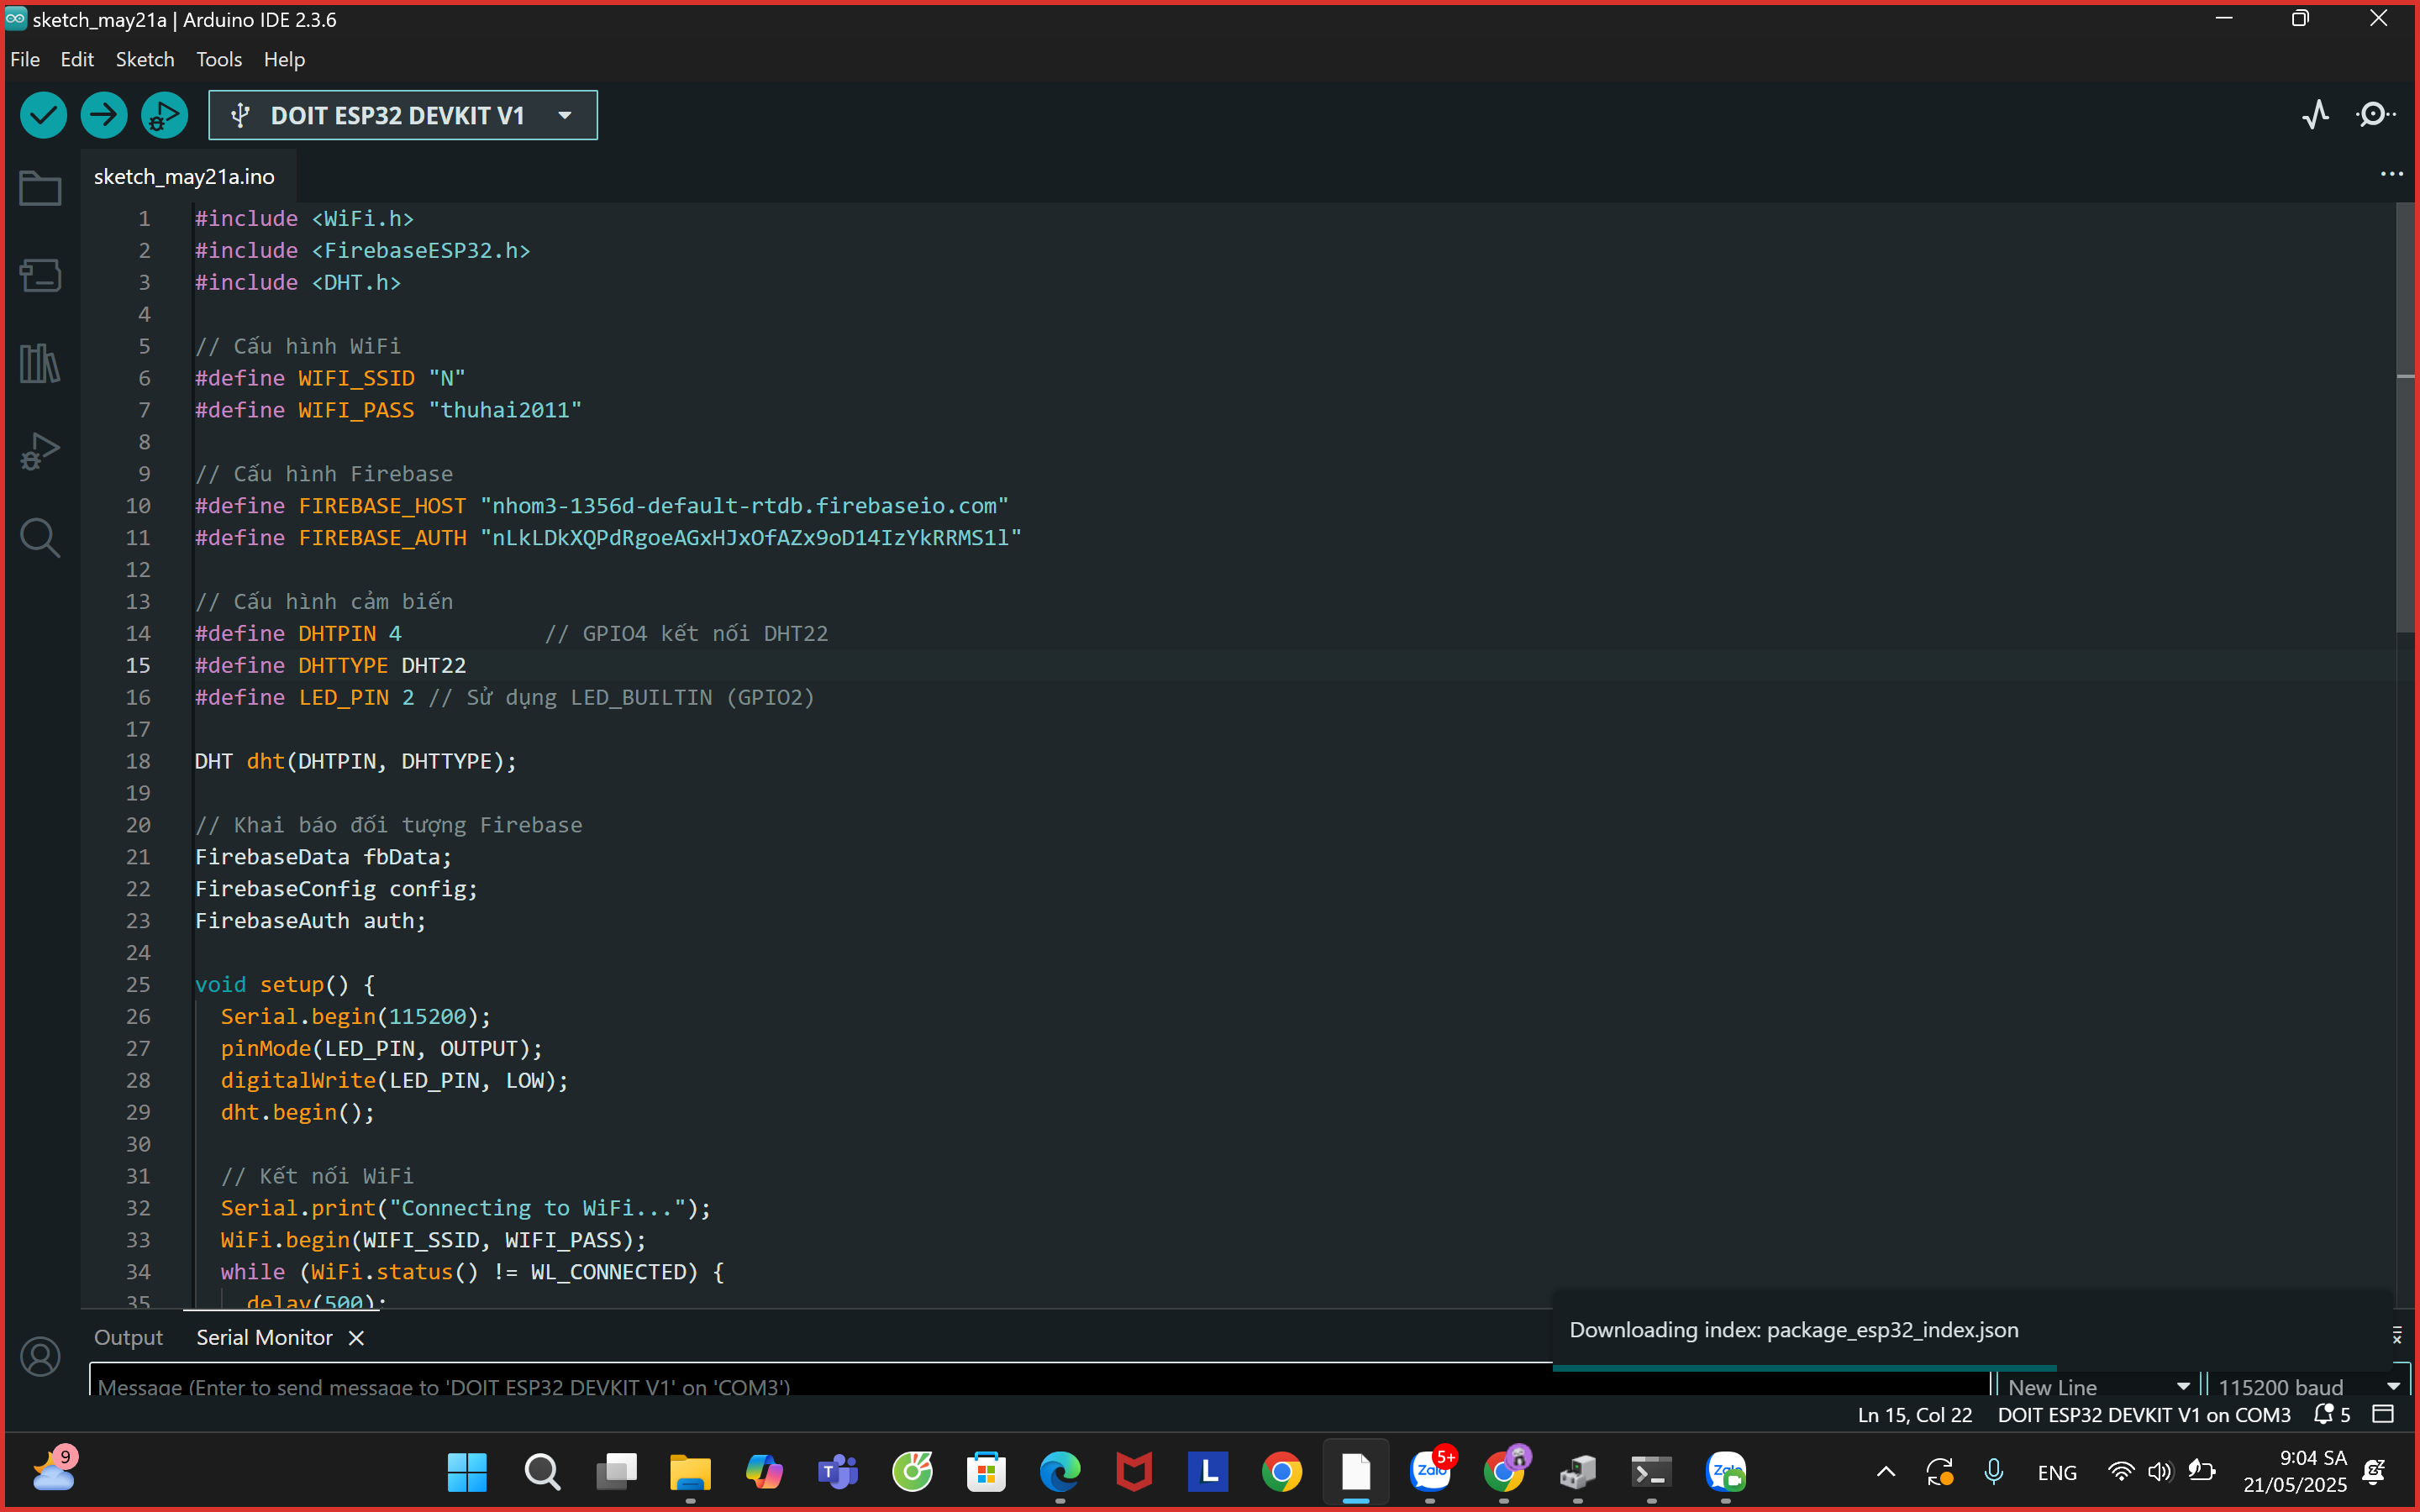 sketch_may21a | Arduino IDE 2.3.6
File Edit Sketch Tools Help
DOIT ESP32 DEVKIT V1
sketch_may21a.ino
1 #include <WiFi.h>
2 #include <FirebaseESP32.h>
3 #include <DHT.h>
4
5 // Cấu hình WiFi
6 #define WIFI_SSID "N"
7 #define WIFI_PASS "thuhai2011"
8
9 // Cấu hình Firebase
10 #define FIREBASE_HOST "nhom3-1356d-default-rtdb.firebaseio.com"
11 #define FIREBASE_AUTH "nLkLDkXQPdRgoeAGxHJxOfAZx9oD14IzYkRRMS1l"
12
13 // Cấu hình cảm biến
14 #define DHTPIN 4 // GPIO4 kết nối DHT22
15 #define DHTTYPE DHT22
16 #define LED_PIN 2 // Sử dụng LED_BUILTIN (GPIO2)
17
18 DHT dht(DHTPIN, DHTTYPE);
19
20 // Khai báo đối tượng Firebase
21 FirebaseData fbData;
22 FirebaseConfig config;
23 FirebaseAuth auth;
24
25 void setup() {
26 Serial.begin(115200);
27 pinMode(LED_PIN, OUTPUT);
28 digitalWrite(LED_PIN, LOW);
29 dht.begin();
30
31 // Kết nối WiFi
32 Serial.print("Connecting to WiFi...");
33 WiFi.begin(WIFI_SSID, WIFI_PASS);
34 while (WiFi.status() != WL_CONNECTED) {
35 delay(500);
Output Serial Monitor
Downloading index: package_esp32_index.json
Message (Enter to send message to 'DOIT ESP32 DEVKIT V1' on 'COM3')
New Line 115200 baud
Ln 15, Col 22 DOIT ESP32 DEVKIT V1 on COM3 5
9
T
L
Zalo 5+
ENG
9:04 SA
21/05/2025